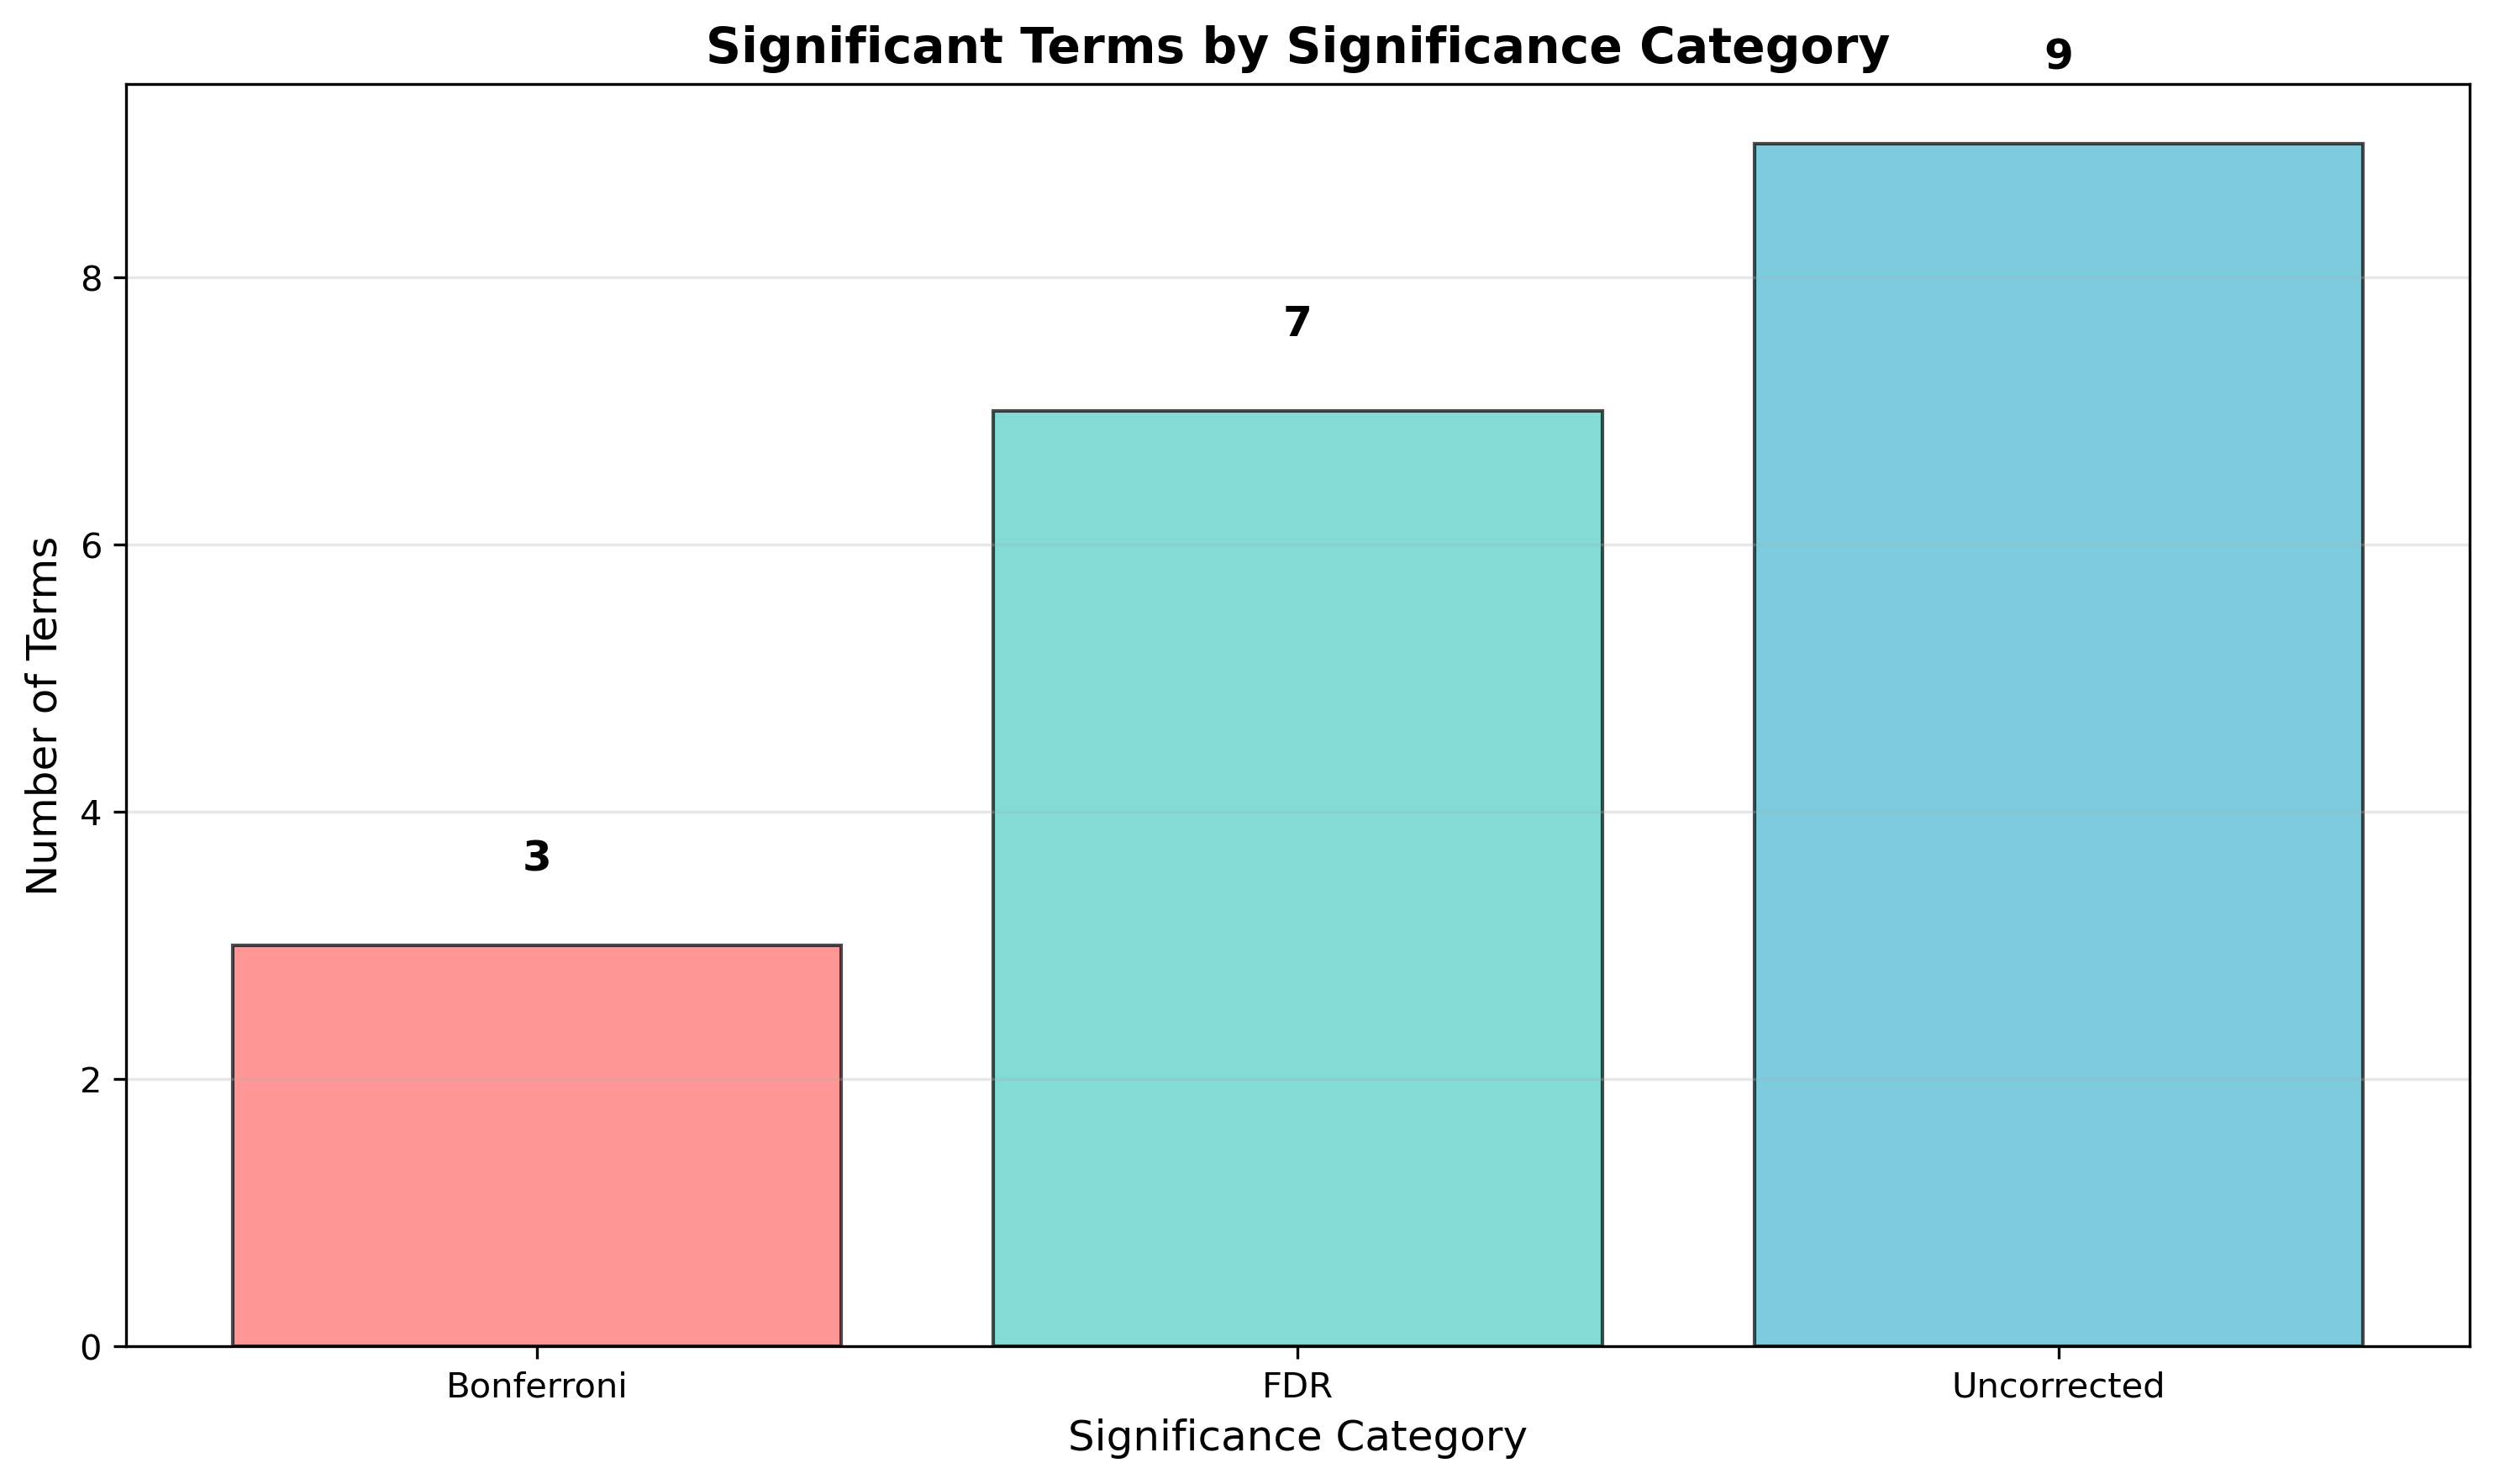 Significant Terms by Significance Category
9
8
7
6
4
3
2
0
Number of Terms
Bonferroni
FDR
Uncorrected
Significance Category